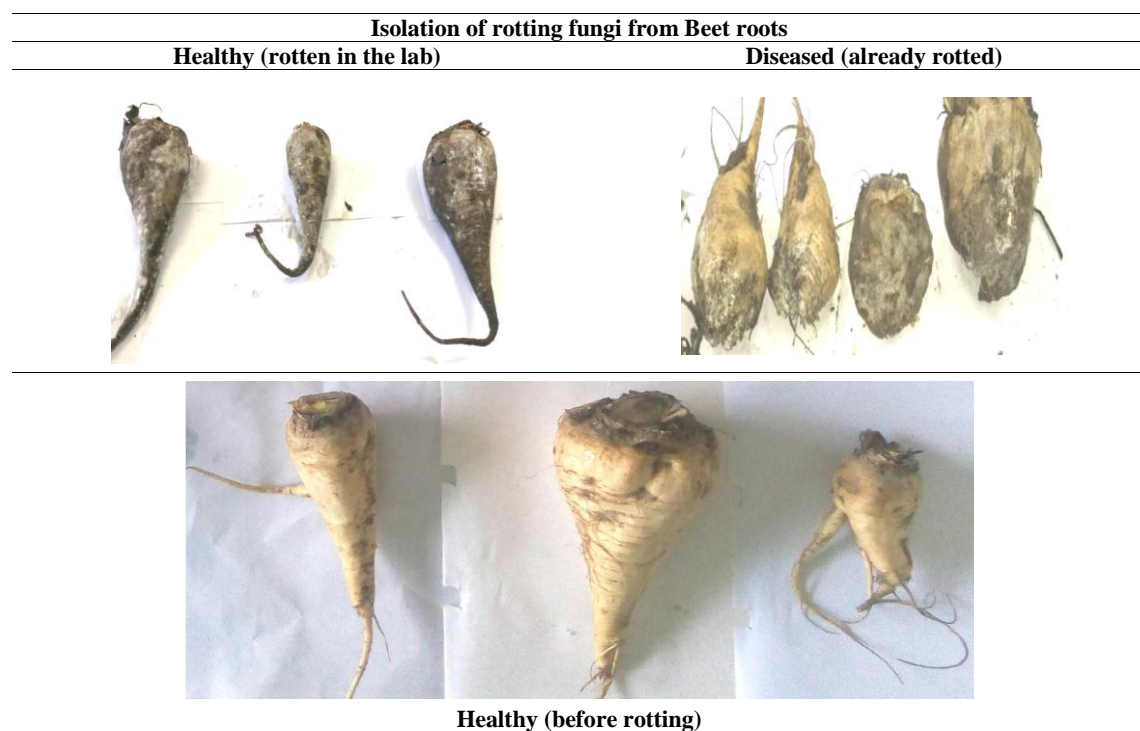 Isolation of rotting fungi from Beet roots
Healthy (rotten in the lab)
Diseased (already rotted)
Healthy (before rotting)